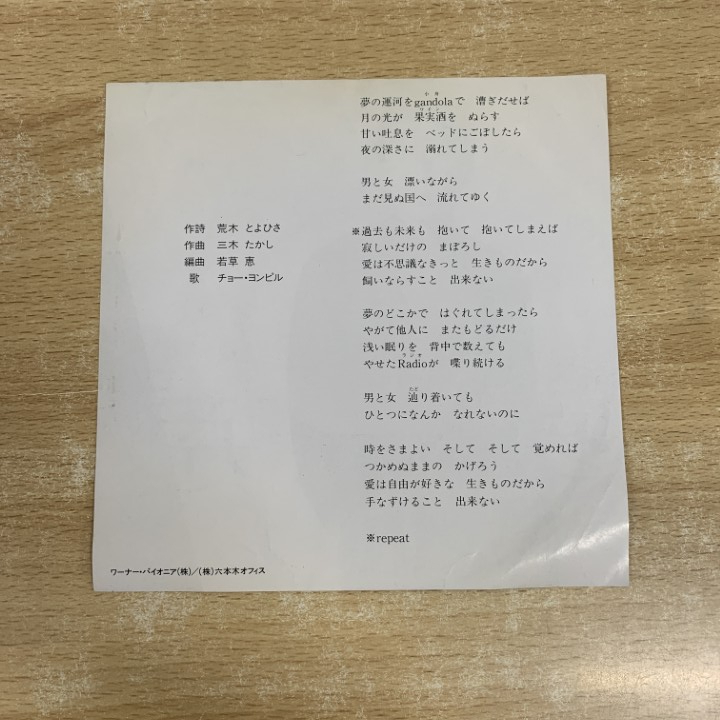 作詩 荒木 とよひさ
作曲 三木 たかし
編曲 若草 恵
歌 チョー・ヨンピル
夢の運河をgandolaで 漕ぎだせば
ワイン
月の光が 果実酒を ぬらす
甘い吐息を ベッドにこぼしたら
夜の深さに 溺れてしまう
男と女 漂いながら
まだ見ぬ国へ 流れてゆく
※過去も未来も 抱いて 抱いてしまえば
寂しいだけの まぼろし
愛は不思議なきっと 生きものだから
飼いならすこと 出来ない
夢のどこかで はぐれてしまったら
やがて他人に またもどるだけ
浅い眠りを 背中で数えても
ラジオ
やせたRadioが 喋り続ける
男と女 辿り着いても
ひとつになんか なれないのに
時をさまよい そして そして 覚めれば
つかめぬままの かげろう
愛は自由が好きな 生きものだから
手なずけること 出来ない
※repeat
ワーナー・パイオニア(株)/(株)六本木オフィス